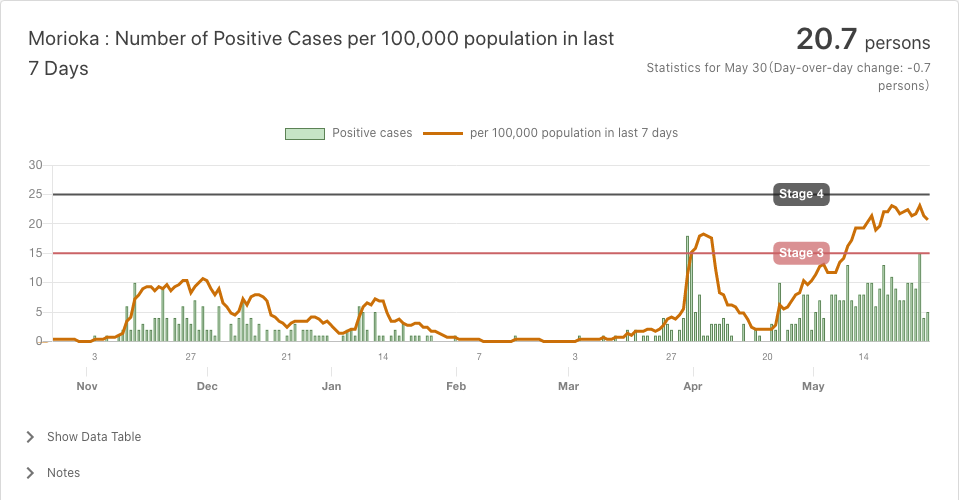 Morioka : Number of Positive Cases per 100,000 population in last
7 Days
20.7 persons
Statistics for May 30(Day-over-day change: -0.7
persons)
Positive cases
per 100,000 population in last 7 days
30
25
20
15
10
5
0
Stage 4
Stage 3
3 27 21 14 7 3 27 20 14
Nov Dec Jan Feb Mar Apr May
Show Data Table
Notes